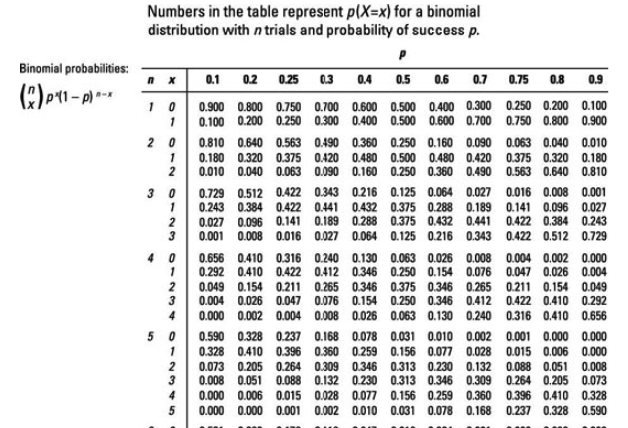 Numbers in the table represent p(X=x) for a binomial
distribution with n trials and probability of success p.
p
Binomial probabilities:
(n x) pˣ(1 – p) ⁿ⁻ˣ
n x 0.1 0.2 0.25 0.3 0.4 0.5 0.6 0.7 0.75 0.8 0.9
1 0 0.900 0.800 0.750 0.700 0.600 0.500 0.400 0.300 0.250 0.200 0.100
1 0.100 0.200 0.250 0.300 0.400 0.500 0.600 0.700 0.750 0.800 0.900
2 0 0.810 0.640 0.563 0.490 0.360 0.250 0.160 0.090 0.063 0.040 0.010
1 0.180 0.320 0.375 0.420 0.480 0.500 0.480 0.420 0.375 0.320 0.180
2 0.010 0.040 0.063 0.090 0.160 0.250 0.360 0.490 0.563 0.640 0.810
3 0 0.729 0.512 0.422 0.343 0.216 0.125 0.064 0.027 0.016 0.008 0.001
1 0.243 0.384 0.422 0.441 0.432 0.375 0.288 0.189 0.141 0.096 0.027
2 0.027 0.096 0.141 0.189 0.288 0.375 0.432 0.441 0.422 0.384 0.243
3 0.001 0.008 0.016 0.027 0.064 0.125 0.216 0.343 0.422 0.512 0.729
4 0 0.656 0.410 0.316 0.240 0.130 0.063 0.026 0.008 0.004 0.002 0.000
1 0.292 0.410 0.422 0.412 0.346 0.250 0.154 0.076 0.047 0.026 0.004
2 0.049 0.154 0.211 0.265 0.346 0.375 0.346 0.265 0.211 0.154 0.049
3 0.004 0.026 0.047 0.076 0.154 0.250 0.346 0.412 0.422 0.410 0.292
4 0.000 0.002 0.004 0.008 0.026 0.063 0.130 0.240 0.316 0.410 0.656
5 0 0.590 0.328 0.237 0.168 0.078 0.031 0.010 0.002 0.001 0.000 0.000
1 0.328 0.410 0.396 0.360 0.259 0.156 0.077 0.028 0.015 0.006 0.000
2 0.073 0.205 0.264 0.309 0.346 0.313 0.230 0.132 0.088 0.051 0.008
3 0.008 0.051 0.088 0.132 0.230 0.313 0.346 0.309 0.264 0.205 0.073
4 0.000 0.006 0.015 0.028 0.077 0.156 0.259 0.360 0.396 0.410 0.328
5 0.000 0.000 0.001 0.002 0.010 0.031 0.078 0.168 0.237 0.328 0.590